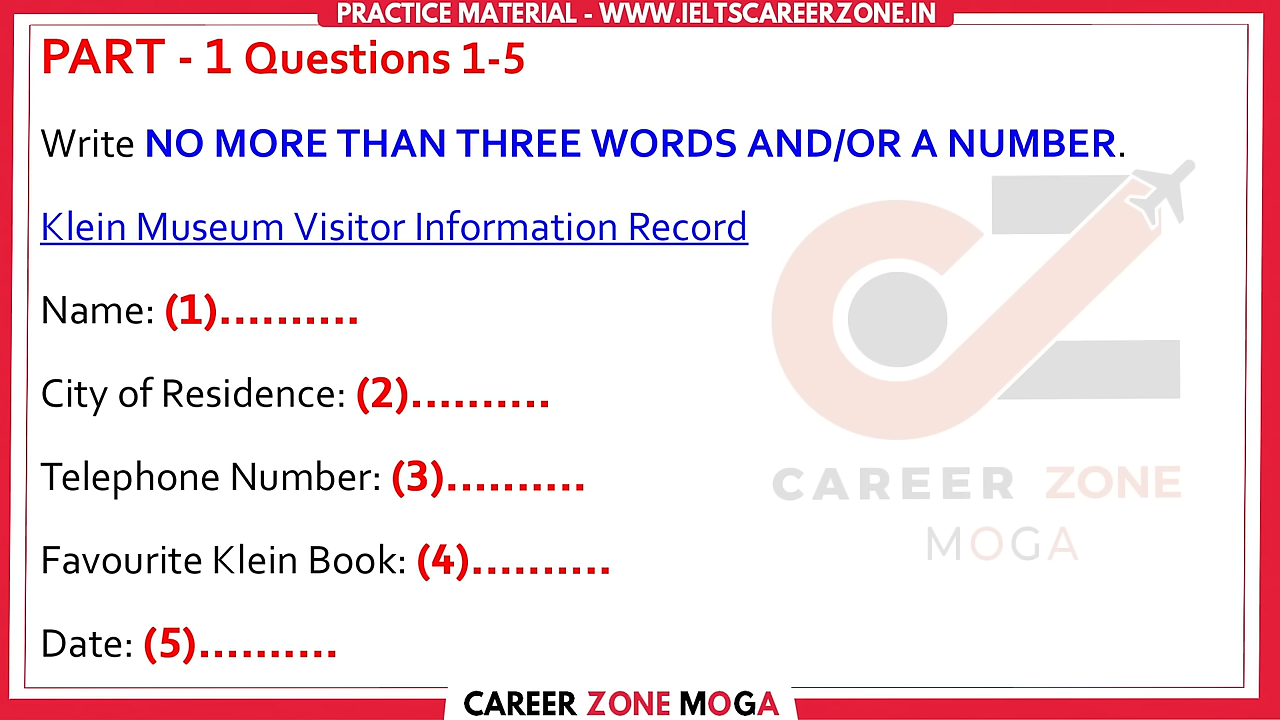 PRACTICE MATERIAL - WWW.IELTSCAREERZONE.IN
PART - 1 Questions 1-5
Write NO MORE THAN THREE WORDS AND/OR A NUMBER.
Klein Museum Visitor Information Record
Name: (1)..........
City of Residence: (2)..........
Telephone Number: (3)..........
Favourite Klein Book: (4)..........
Date: (5)..........
CAREER ZONE
MOGA
CAREER ZONE MOGA